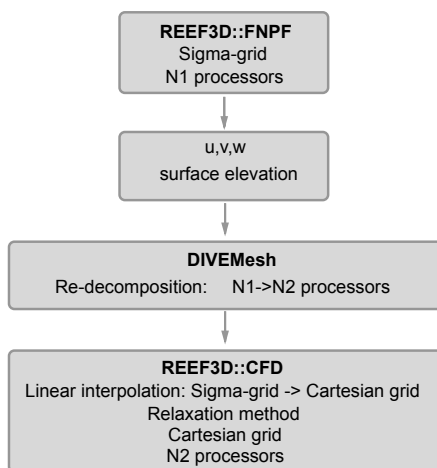 REEF3D::FNPF
Sigma-grid
N1 processors
u,v,w
surface elevation
DIVEMesh
Re-decomposition: N1->N2 processors
REEF3D::CFD
Linear interpolation: Sigma-grid -> Cartesian grid
Relaxation method
Cartesian grid
N2 processors